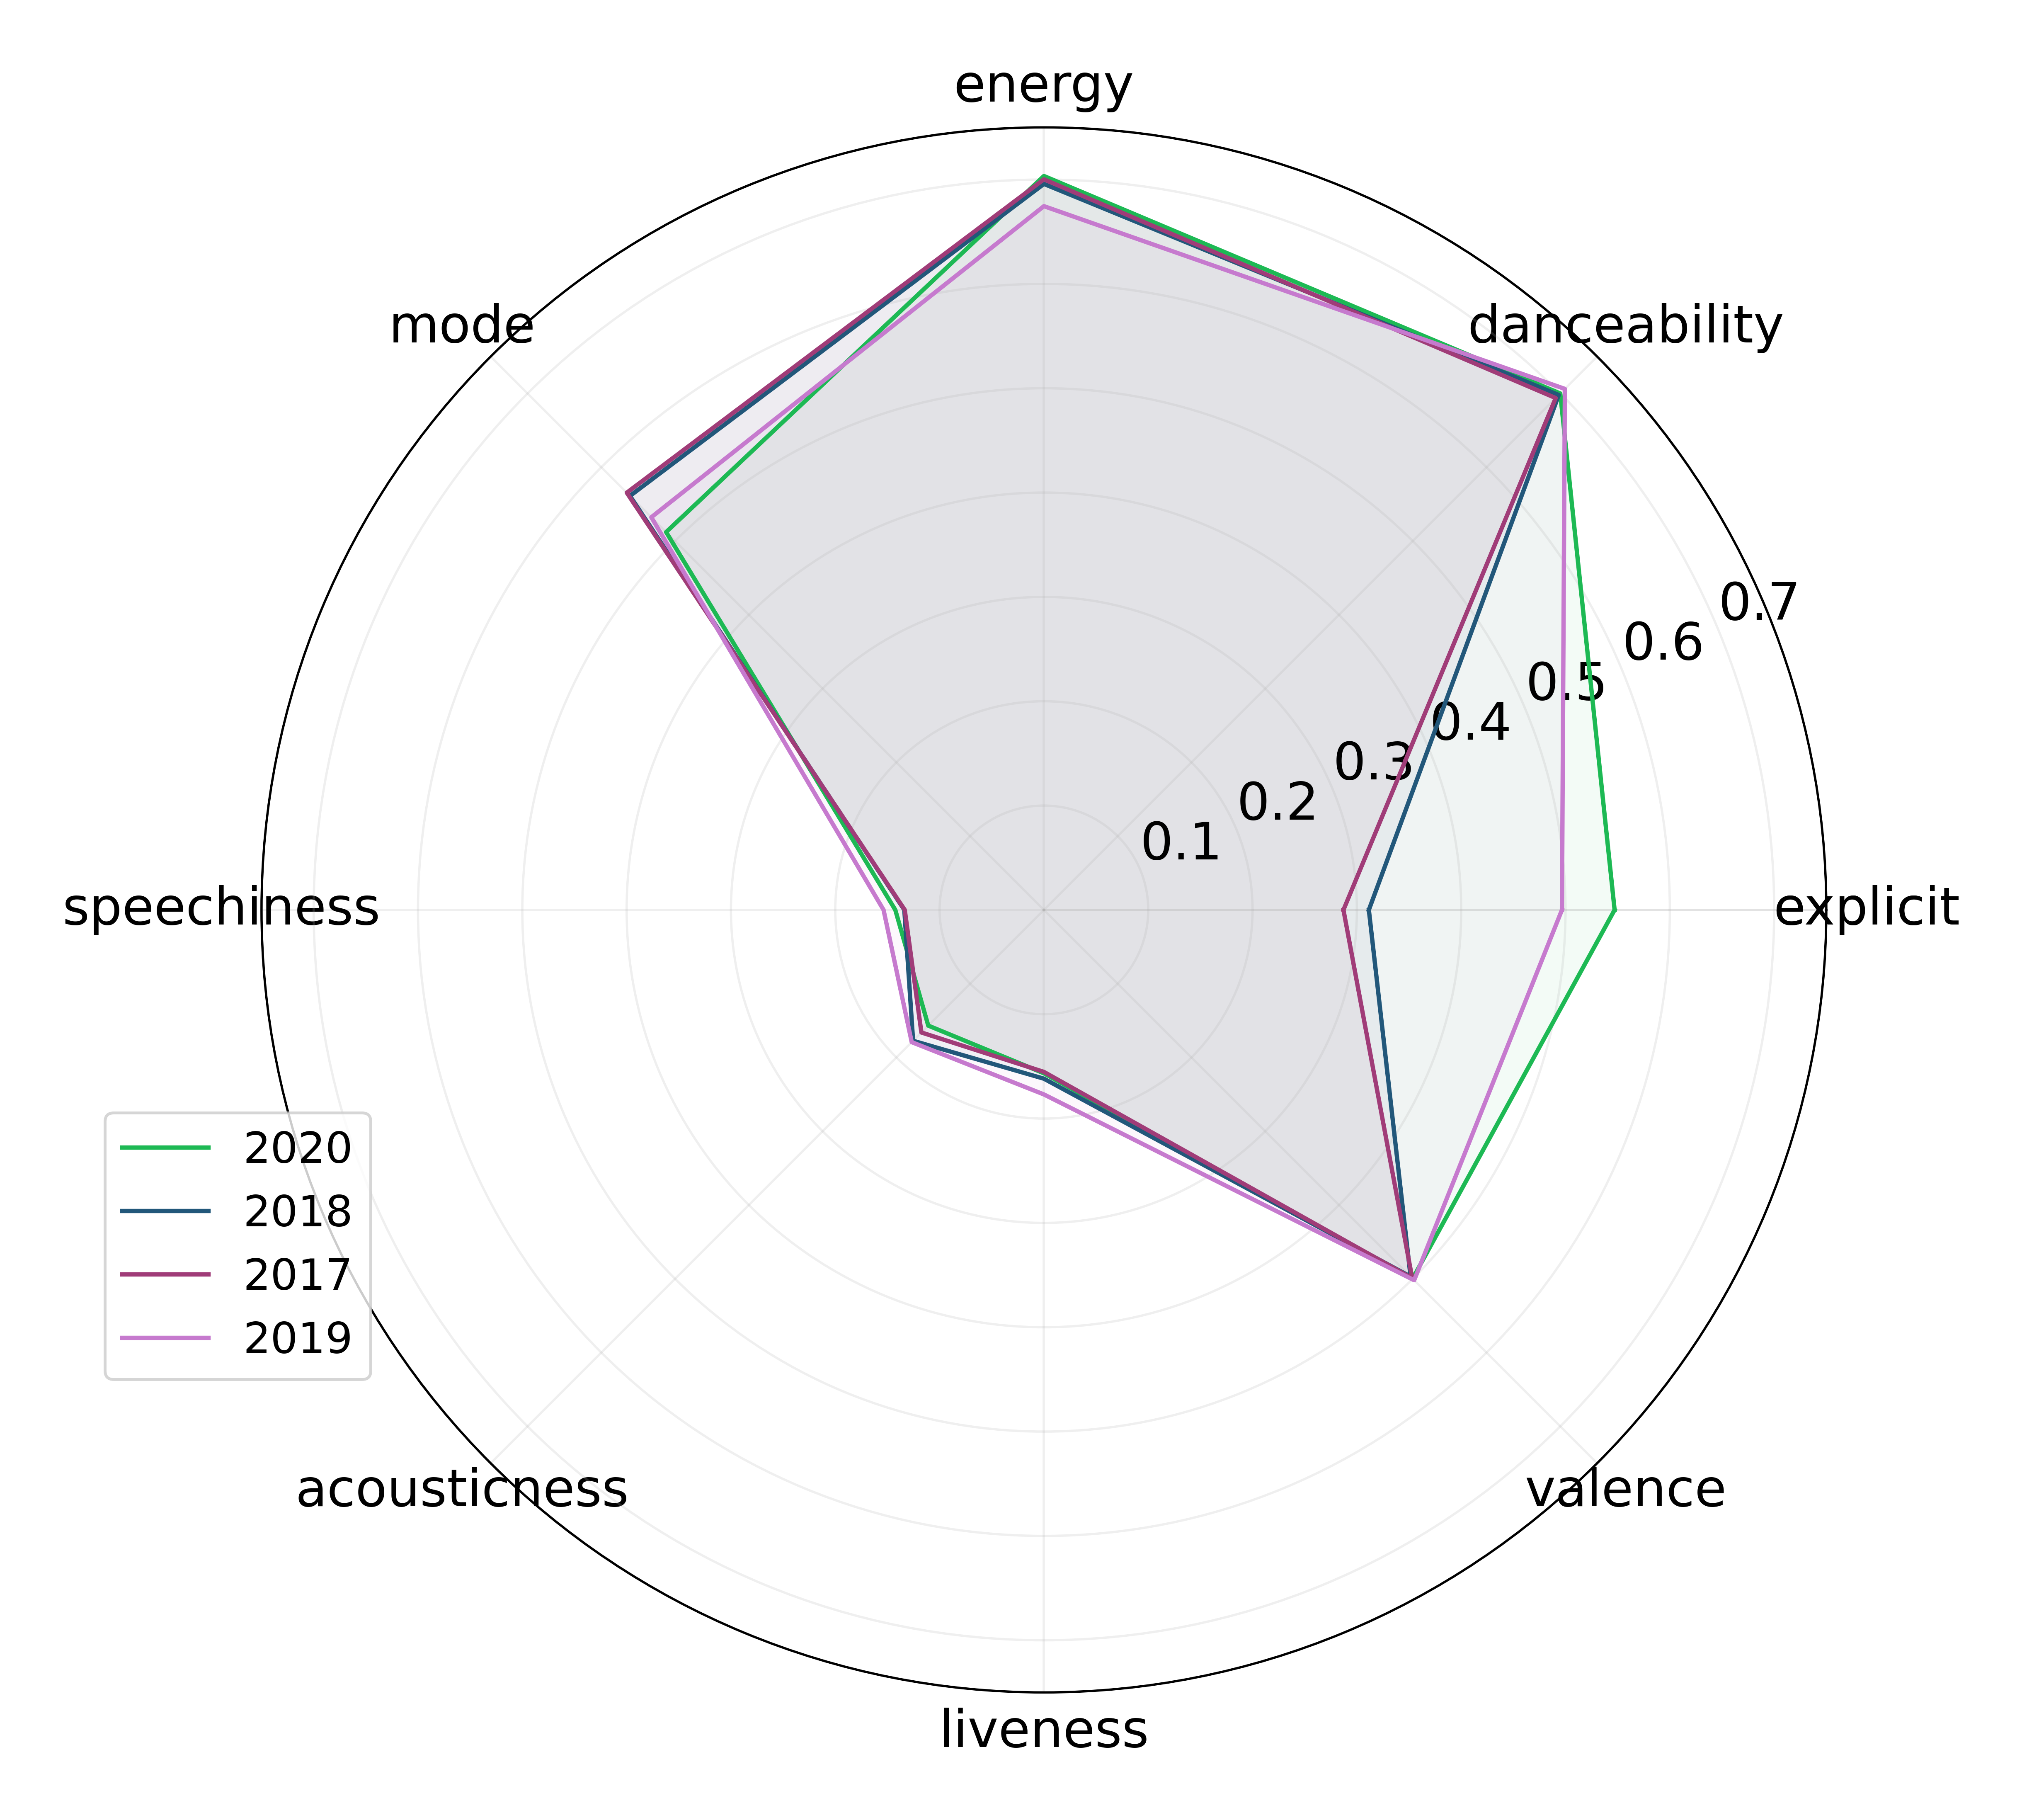 energy
mode
danceability
0.7
0.6
0.5
0.4
0.3
0.2
0.1
speechiness
explicit
2020
2018
2017
2019
acousticness
valence
liveness